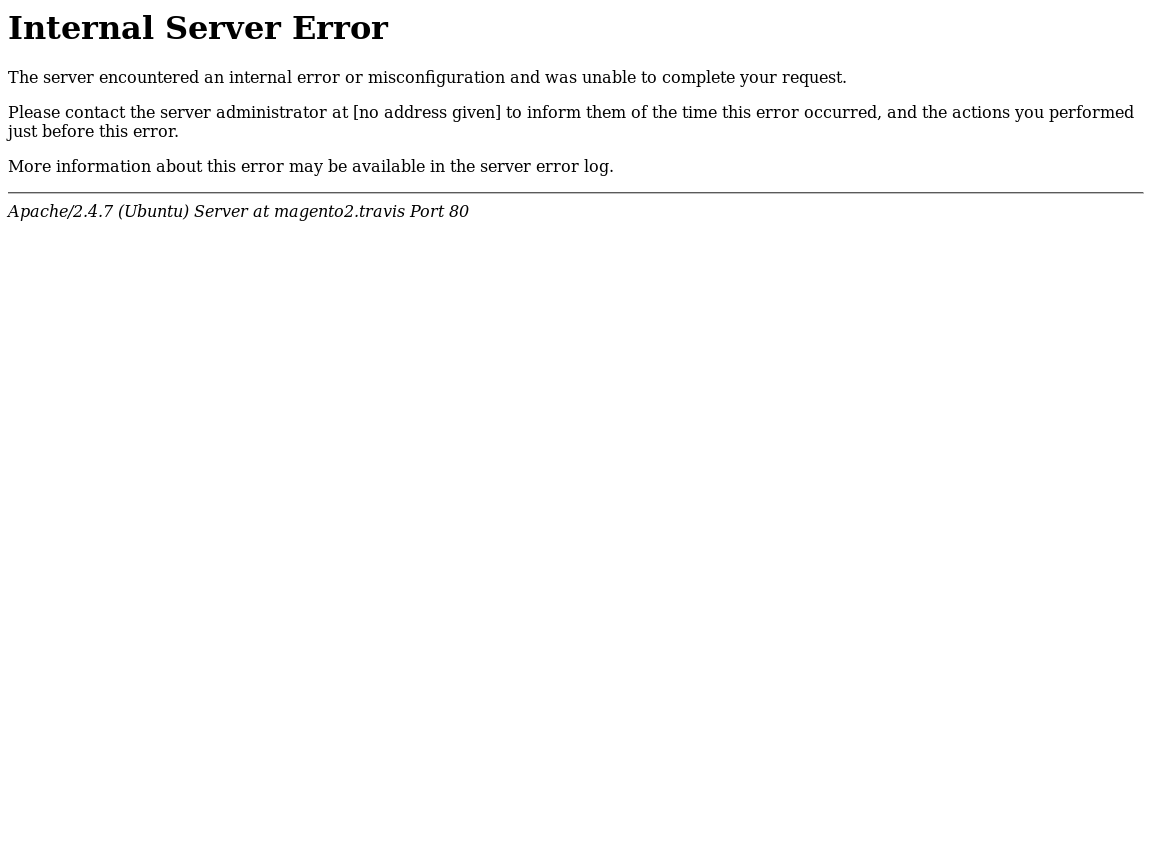 Internal Server Error
The server encountered an internal error or misconfiguration and was unable to complete your request.
Please contact the server administrator at [no address given] to inform them of the time this error occurred, and the actions you performed
just before this error.
More information about this error may be available in the server error log.
Apache/2.4.7 (Ubuntu) Server at magento2.travis Port 80